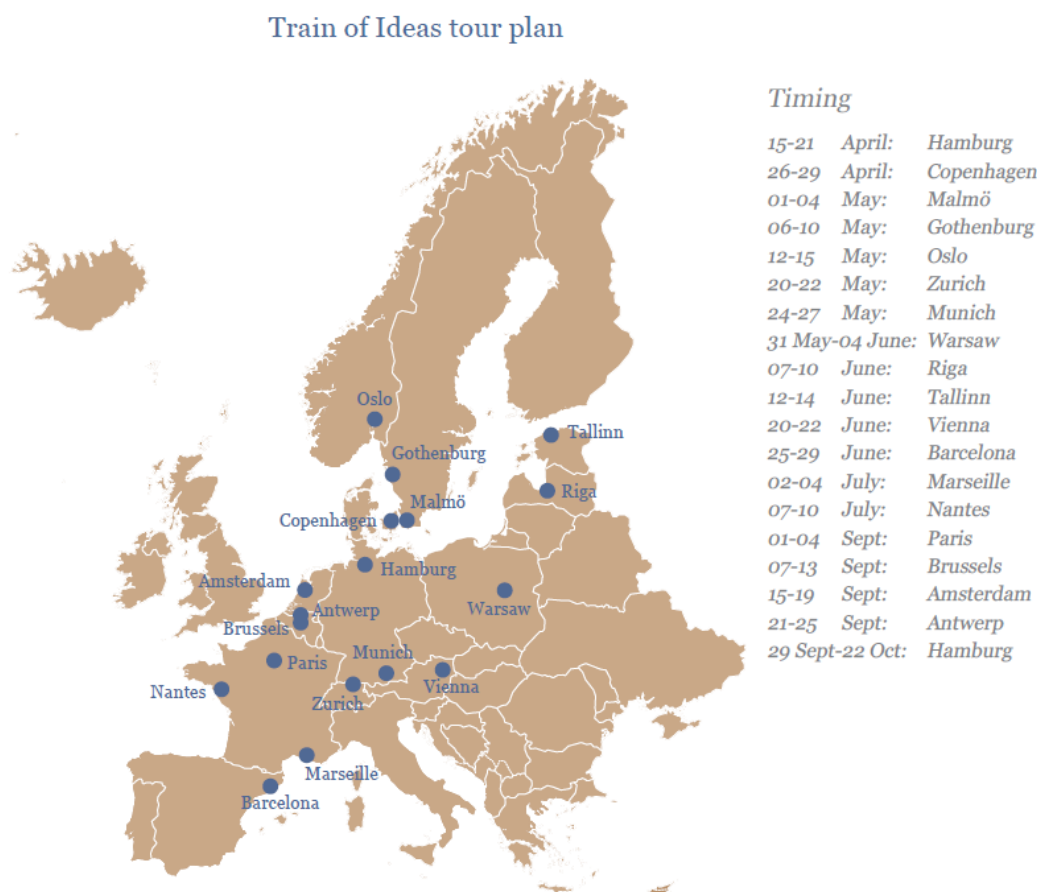 Train of Ideas tour plan
Timing
15-21 April: Hamburg
26-29 April: Copenhagen
01-04 May: Malmö
06-10 May: Gothenburg
12-15 May: Oslo
20-22 May: Zurich
24-27 May: Munich
31 May-04 June: Warsaw
07-10 June: Riga
12-14 June: Tallinn
20-22 June: Vienna
25-29 June: Barcelona
02-04 July: Marseille
07-10 July: Nantes
01-04 Sept: Paris
07-13 Sept: Brussels
15-19 Sept: Amsterdam
21-25 Sept: Antwerp
29 Sept-22 Oct: Hamburg
Oslo
Tallinn
Gothenburg
Riga
Malmö
Copenhagen
Hamburg
Amsterdam
Warsaw
Antwerp
Brussels
Munich
Paris
Vienna
Nantes
Zurich
Marseille
Barcelona